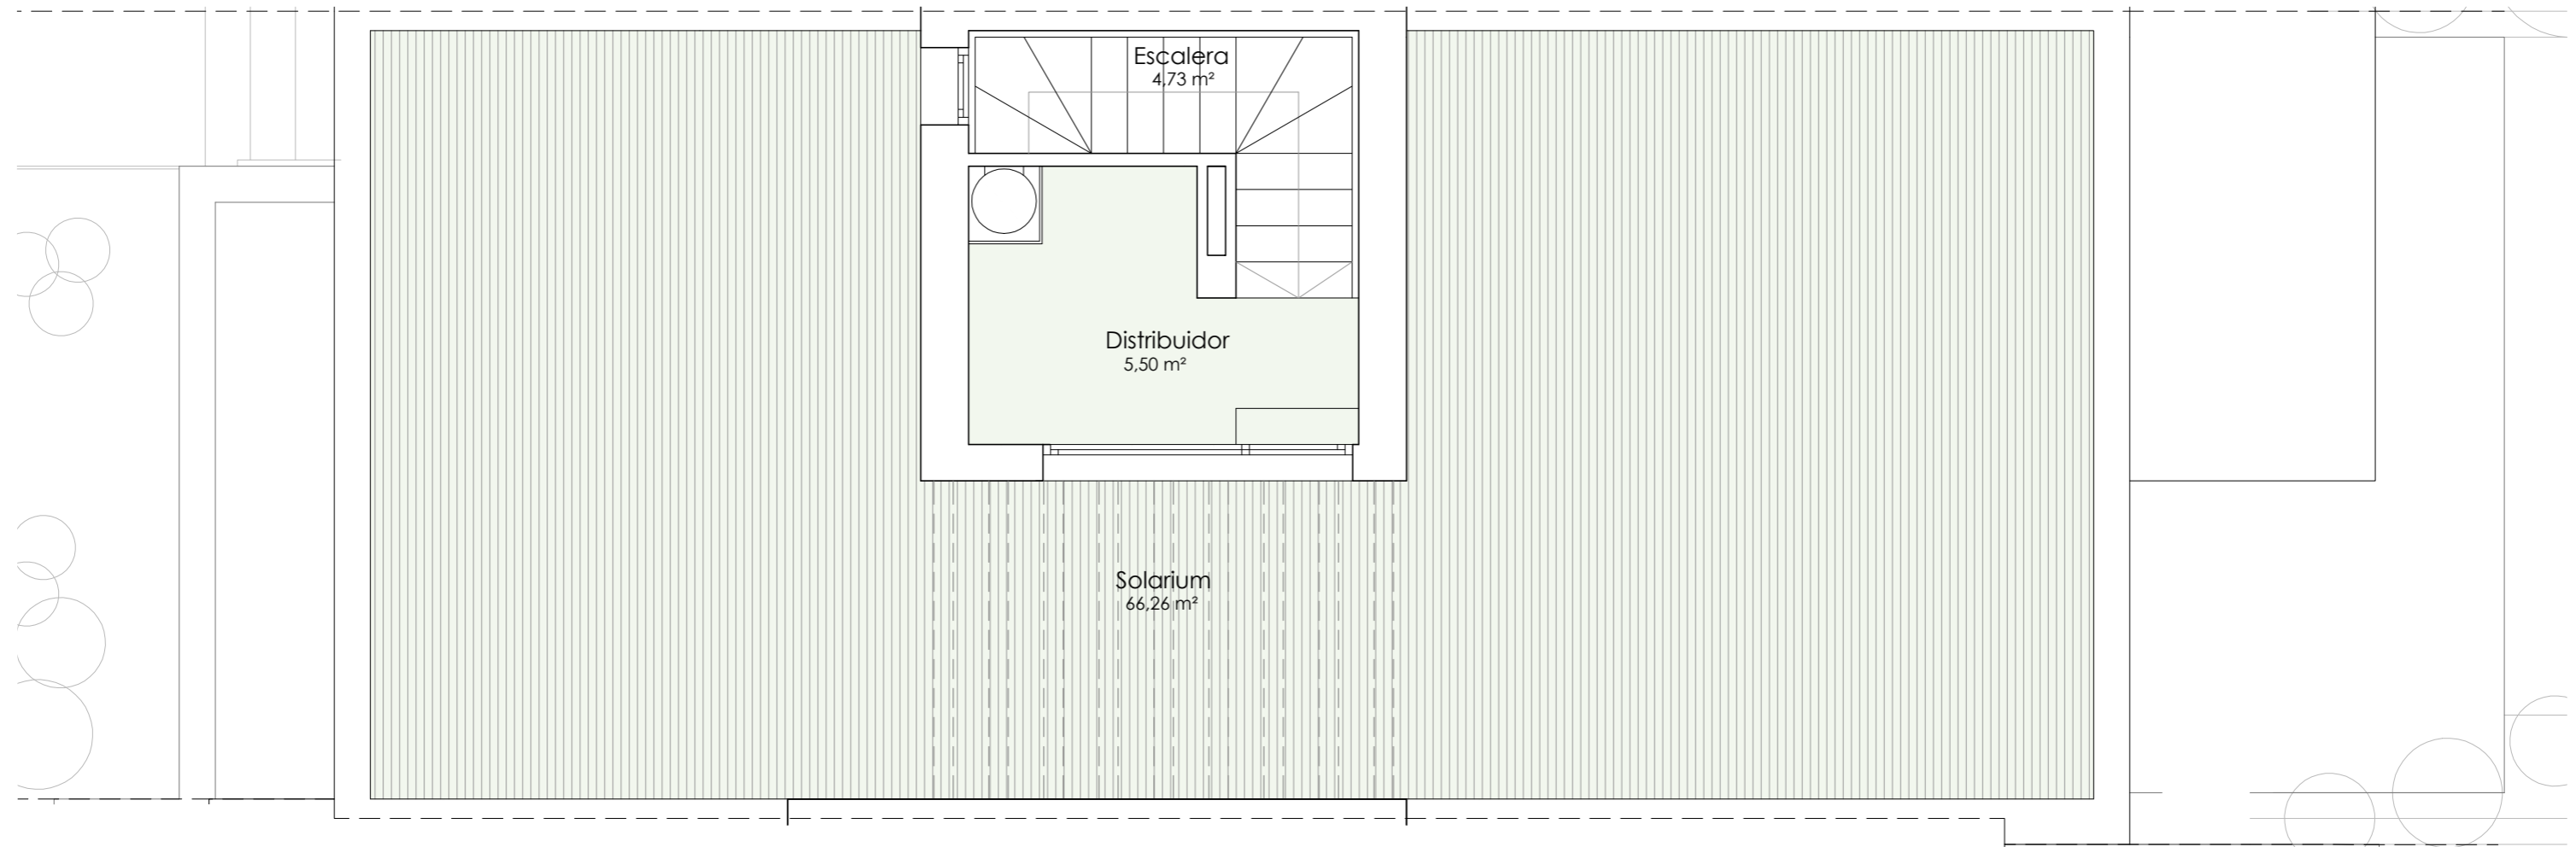 Escalera
4,73 m²
Distribuidor
5,50 m²
Solarium
66,26 m²